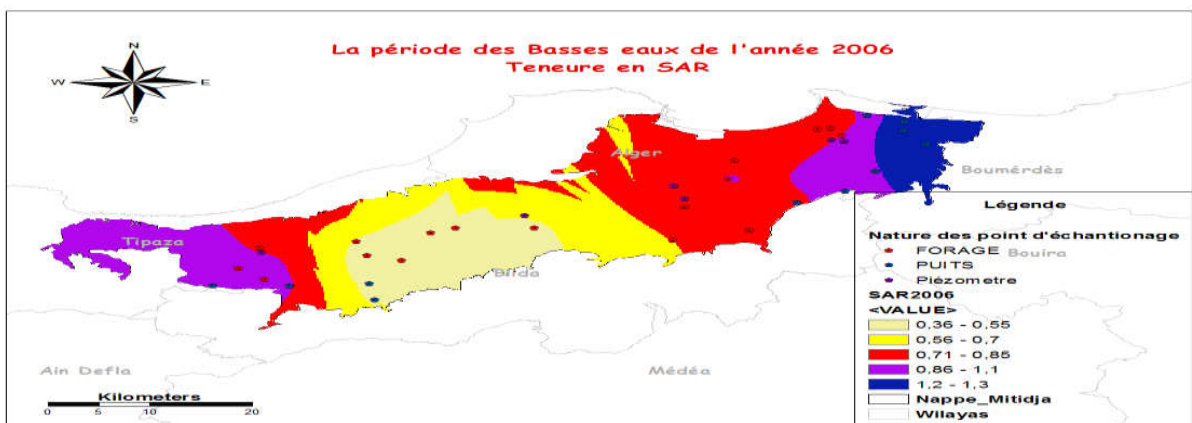 La période des Basses eaux de l'année 2006
Teneure en SAR
N
W
E
S
Alger
Boumérdès
Tipaza
Blida
Bouira
Ain Defla
Médéa
Kilometers
0 5 10 20
Légende
Nature des point d'échantionage
FORAGE
PUITS
Piézometre
SAR2006
<VALUE>
0,36 - 0,55
0,56 - 0,7
0,71 - 0,85
0,86 - 1,1
1,2 - 1,3
Nappe_Mitidja
Wilayas